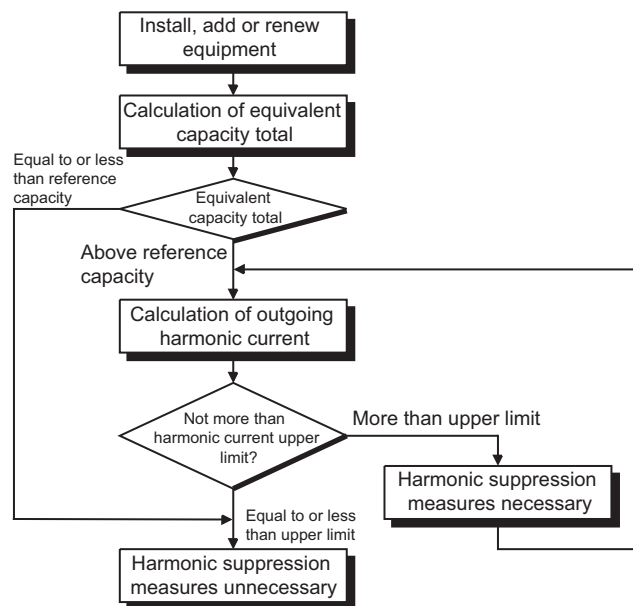 Install, add or renew
equipment
Calculation of equivalent
capacity total
Equal to or less
than reference
capacity
Equivalent
capacity total
Above reference
capacity
Calculation of outgoing
harmonic current
Not more than
harmonic current upper
limit?
More than upper limit
Harmonic suppression
measures necessary
Equal to or less
than upper limit
Harmonic suppression
measures unnecessary